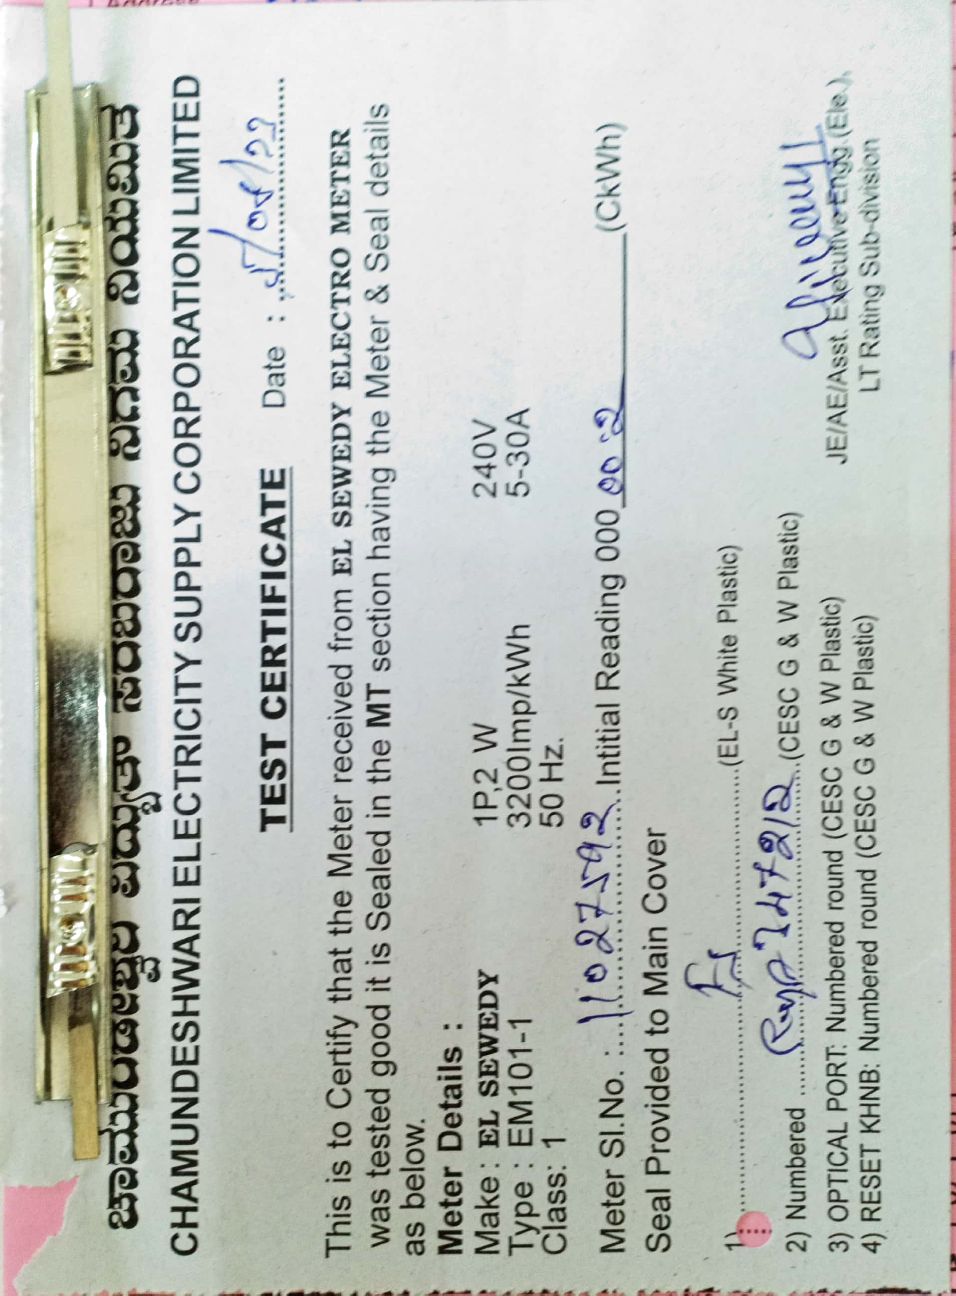 ಚಾಮುಂಡೇಶ್ವರಿ ವಿದ್ಯುತ್ ಸರಬರಾಜು ನಿಗಮ ನಿಯಮಿತ
CHAMUNDESHWARI ELECTRICITY SUPPLY CORPORATION LIMITED
TEST CERTIFICATE Date :
This is to Certify that the Meter received from EL SEWEDY ELECTRO METER
was tested good it is Sealed in the MT section having the Meter & Seal details
as below.
Meter Details :
Make : EL SEWEDY 1P,2 W 240V
Type : EM101-1 3200Imp/kWh 5-30A
Class: 1 50 Hz.
Meter Sl.No. : 11027592 Intitial Reading 000 00.2 (CkWh)
Seal Provided to Main Cover
1) (EL-S White Plastic)
2) Numbered (CESC G & W Plastic)
3) OPTICAL PORT: Numbered round (CESC G & W Plastic)
4) RESET KHNB: Numbered round (CESC G & W Plastic)
JE/AE/Asst. Executive Engg.(Ele.),
LT Rating Sub-division